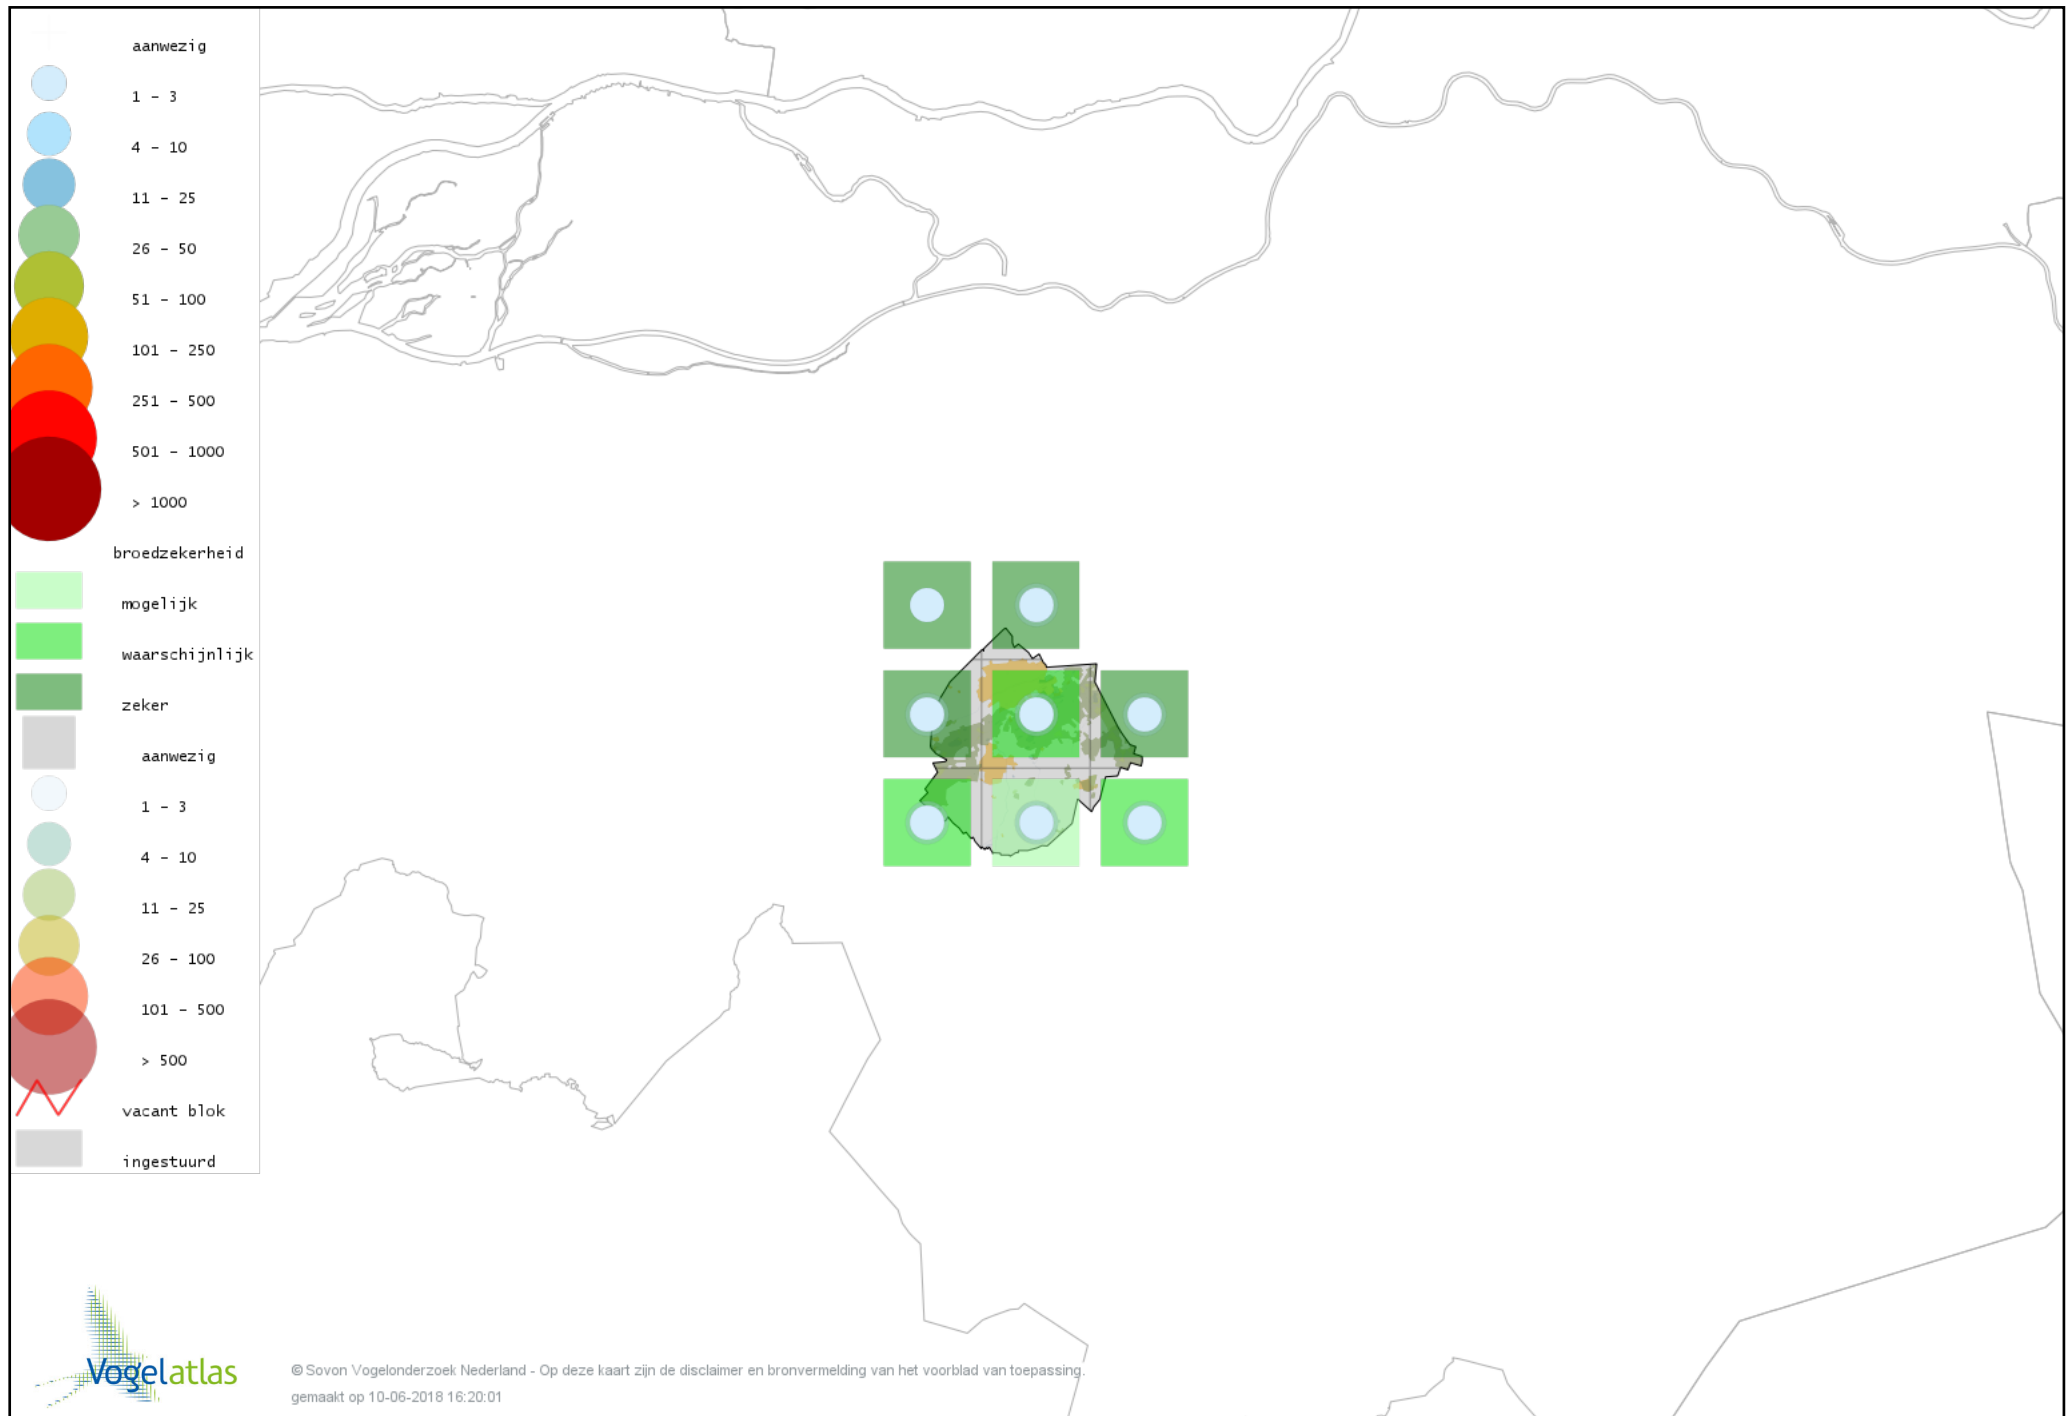 aanwezig
1 - 3
4 - 10
11 - 25
26 - 50
51 - 100
101 - 250
251 - 500
501 - 1000
> 1000
broedzekerheid
mogelijk
waarschijnlijk
zeker
aanwezig
1 - 3
4 - 10
11 - 25
26 - 100
101 - 500
> 500
vacant blok
ingestuurd
Vogelatlas
© Sovon Vogelonderzoek Nederland - Op deze kaart zijn de disclaimer en bronvermelding van het voorblad van toepassing.
gemaakt op 10-06-2018 16:20:01